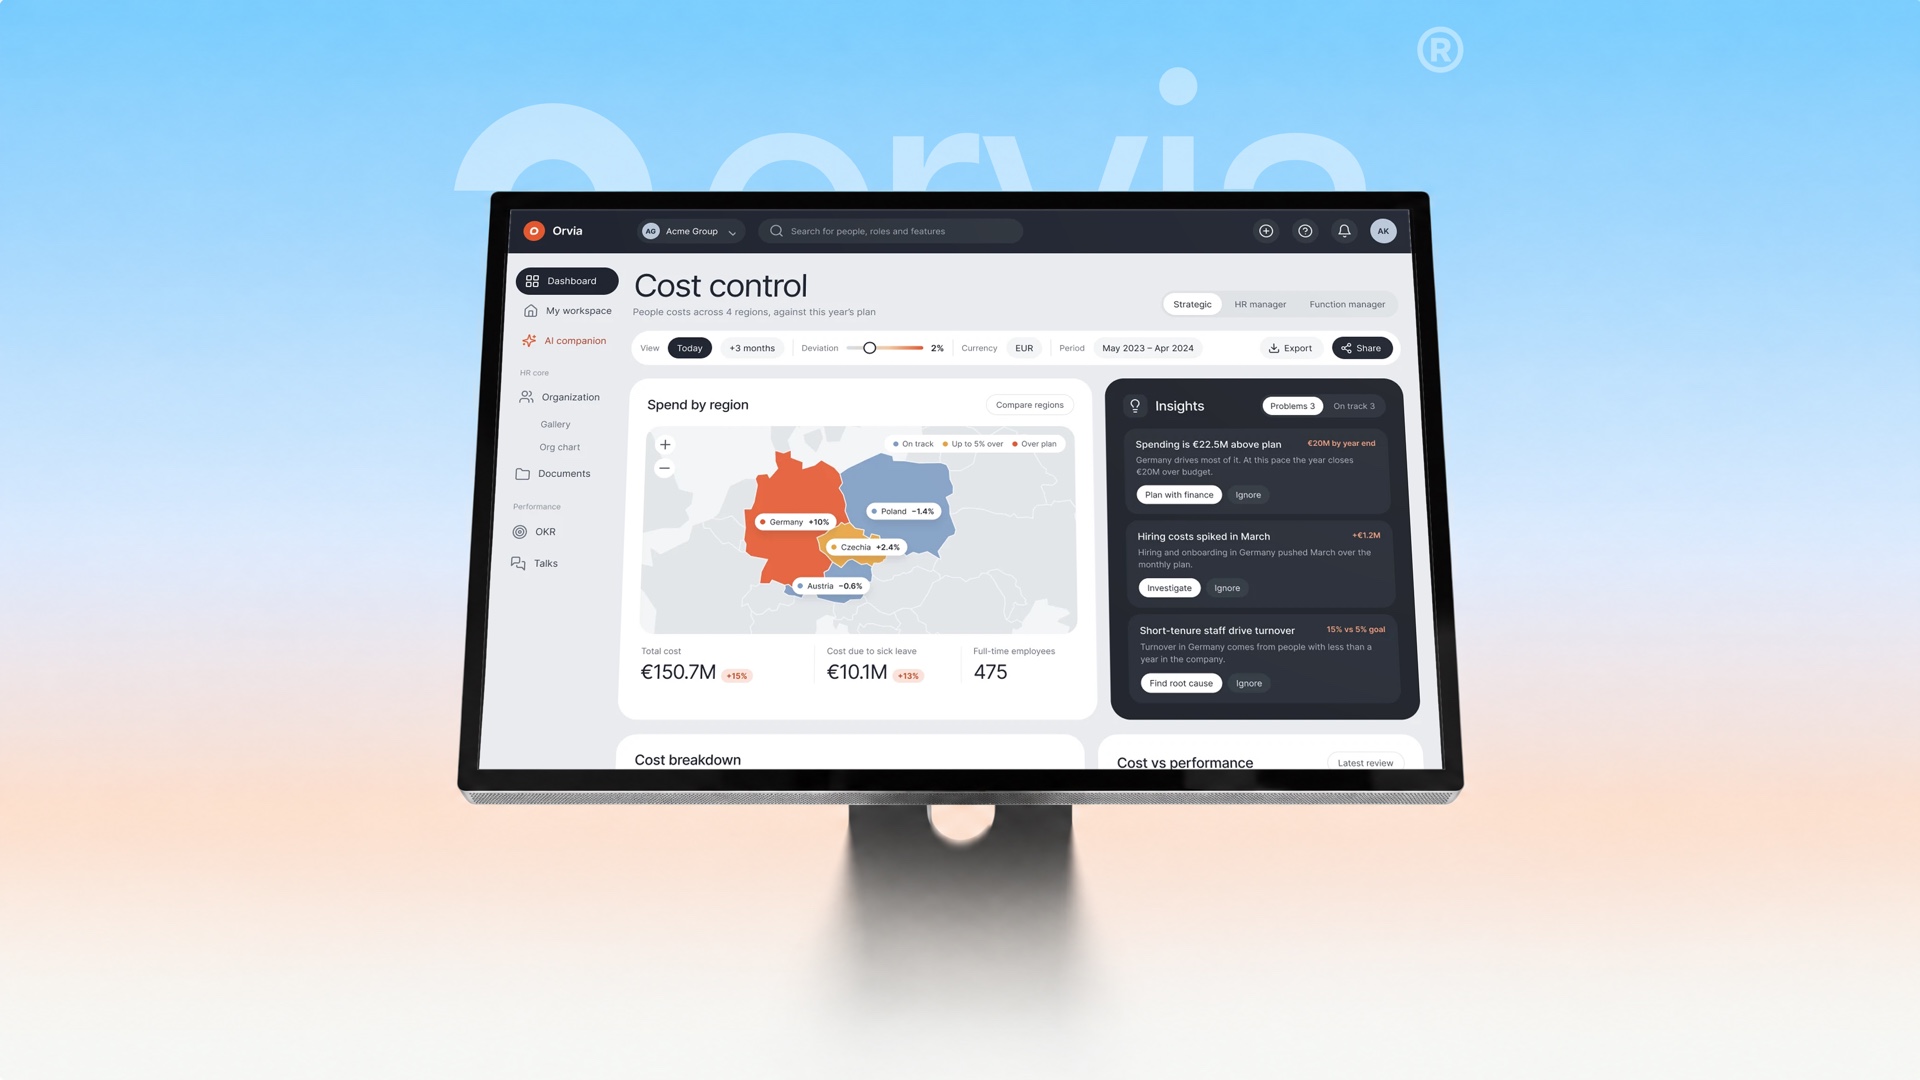 orvia
®
Orvia
AG Acme Group
Search for people, roles and features
AK
Dashboard
My workspace
AI companion
HR core
Organization
Gallery
Org chart
Documents
Performance
OKR
Talks
Cost control
People costs across 4 regions, against this year's plan
Strategic HR manager Function manager
View Today +3 months Deviation 2% Currency EUR Period May 2023 – Apr 2024 Export Share
Spend by region
Compare regions
On track Up to 5% over Over plan
Germany +10%
Poland −1.4%
Czechia +2.4%
Austria −0.6%
Total cost
€150.7M +15%
Cost due to sick leave
€10.1M +13%
Full-time employees
475
Insights
Problems 3 On track 3
Spending is €22.5M above plan €20M by year end
Germany drives most of it. At this pace the year closes
€20M over budget.
Plan with finance Ignore
Hiring costs spiked in March +€1.2M
Hiring and onboarding in Germany pushed March over the
monthly plan.
Investigate Ignore
Short-tenure staff drive turnover 15% vs 5% goal
Turnover in Germany comes from people with less than a
year in the company.
Find root cause Ignore
Cost breakdown
Cost vs performance
Latest review